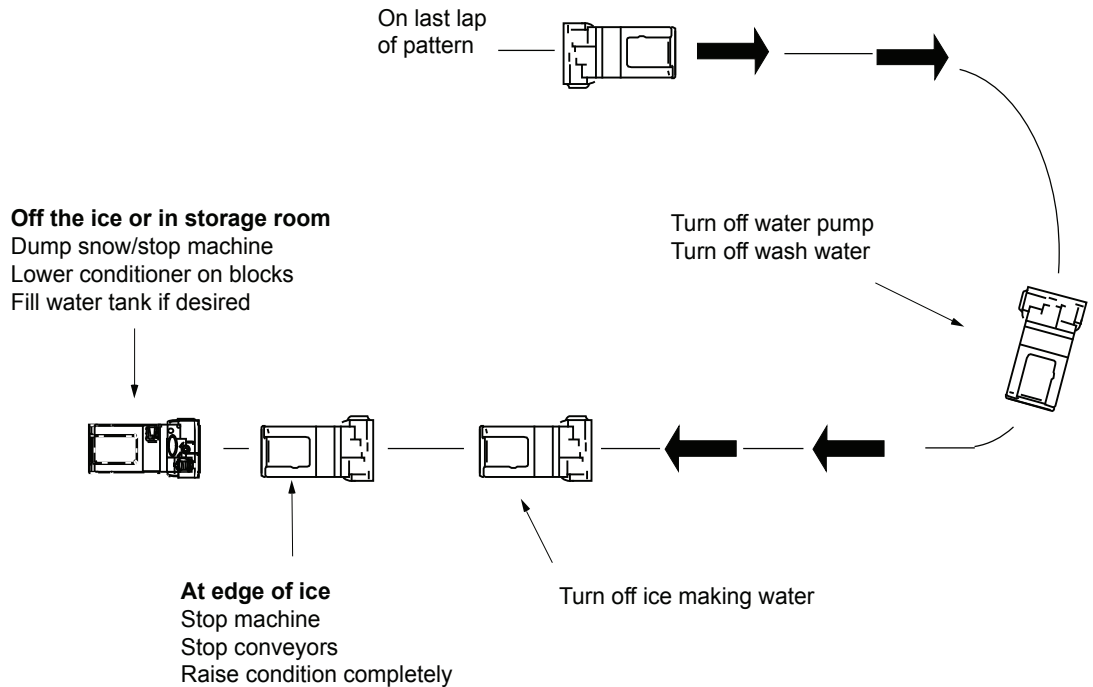 On last lap
of pattern
Off the ice or in storage room
Dump snow/stop machine
Lower conditioner on blocks
Fill water tank if desired
Turn off water pump
Turn off wash water
At edge of ice
Stop machine
Stop conveyors
Raise condition completely
Turn off ice making water